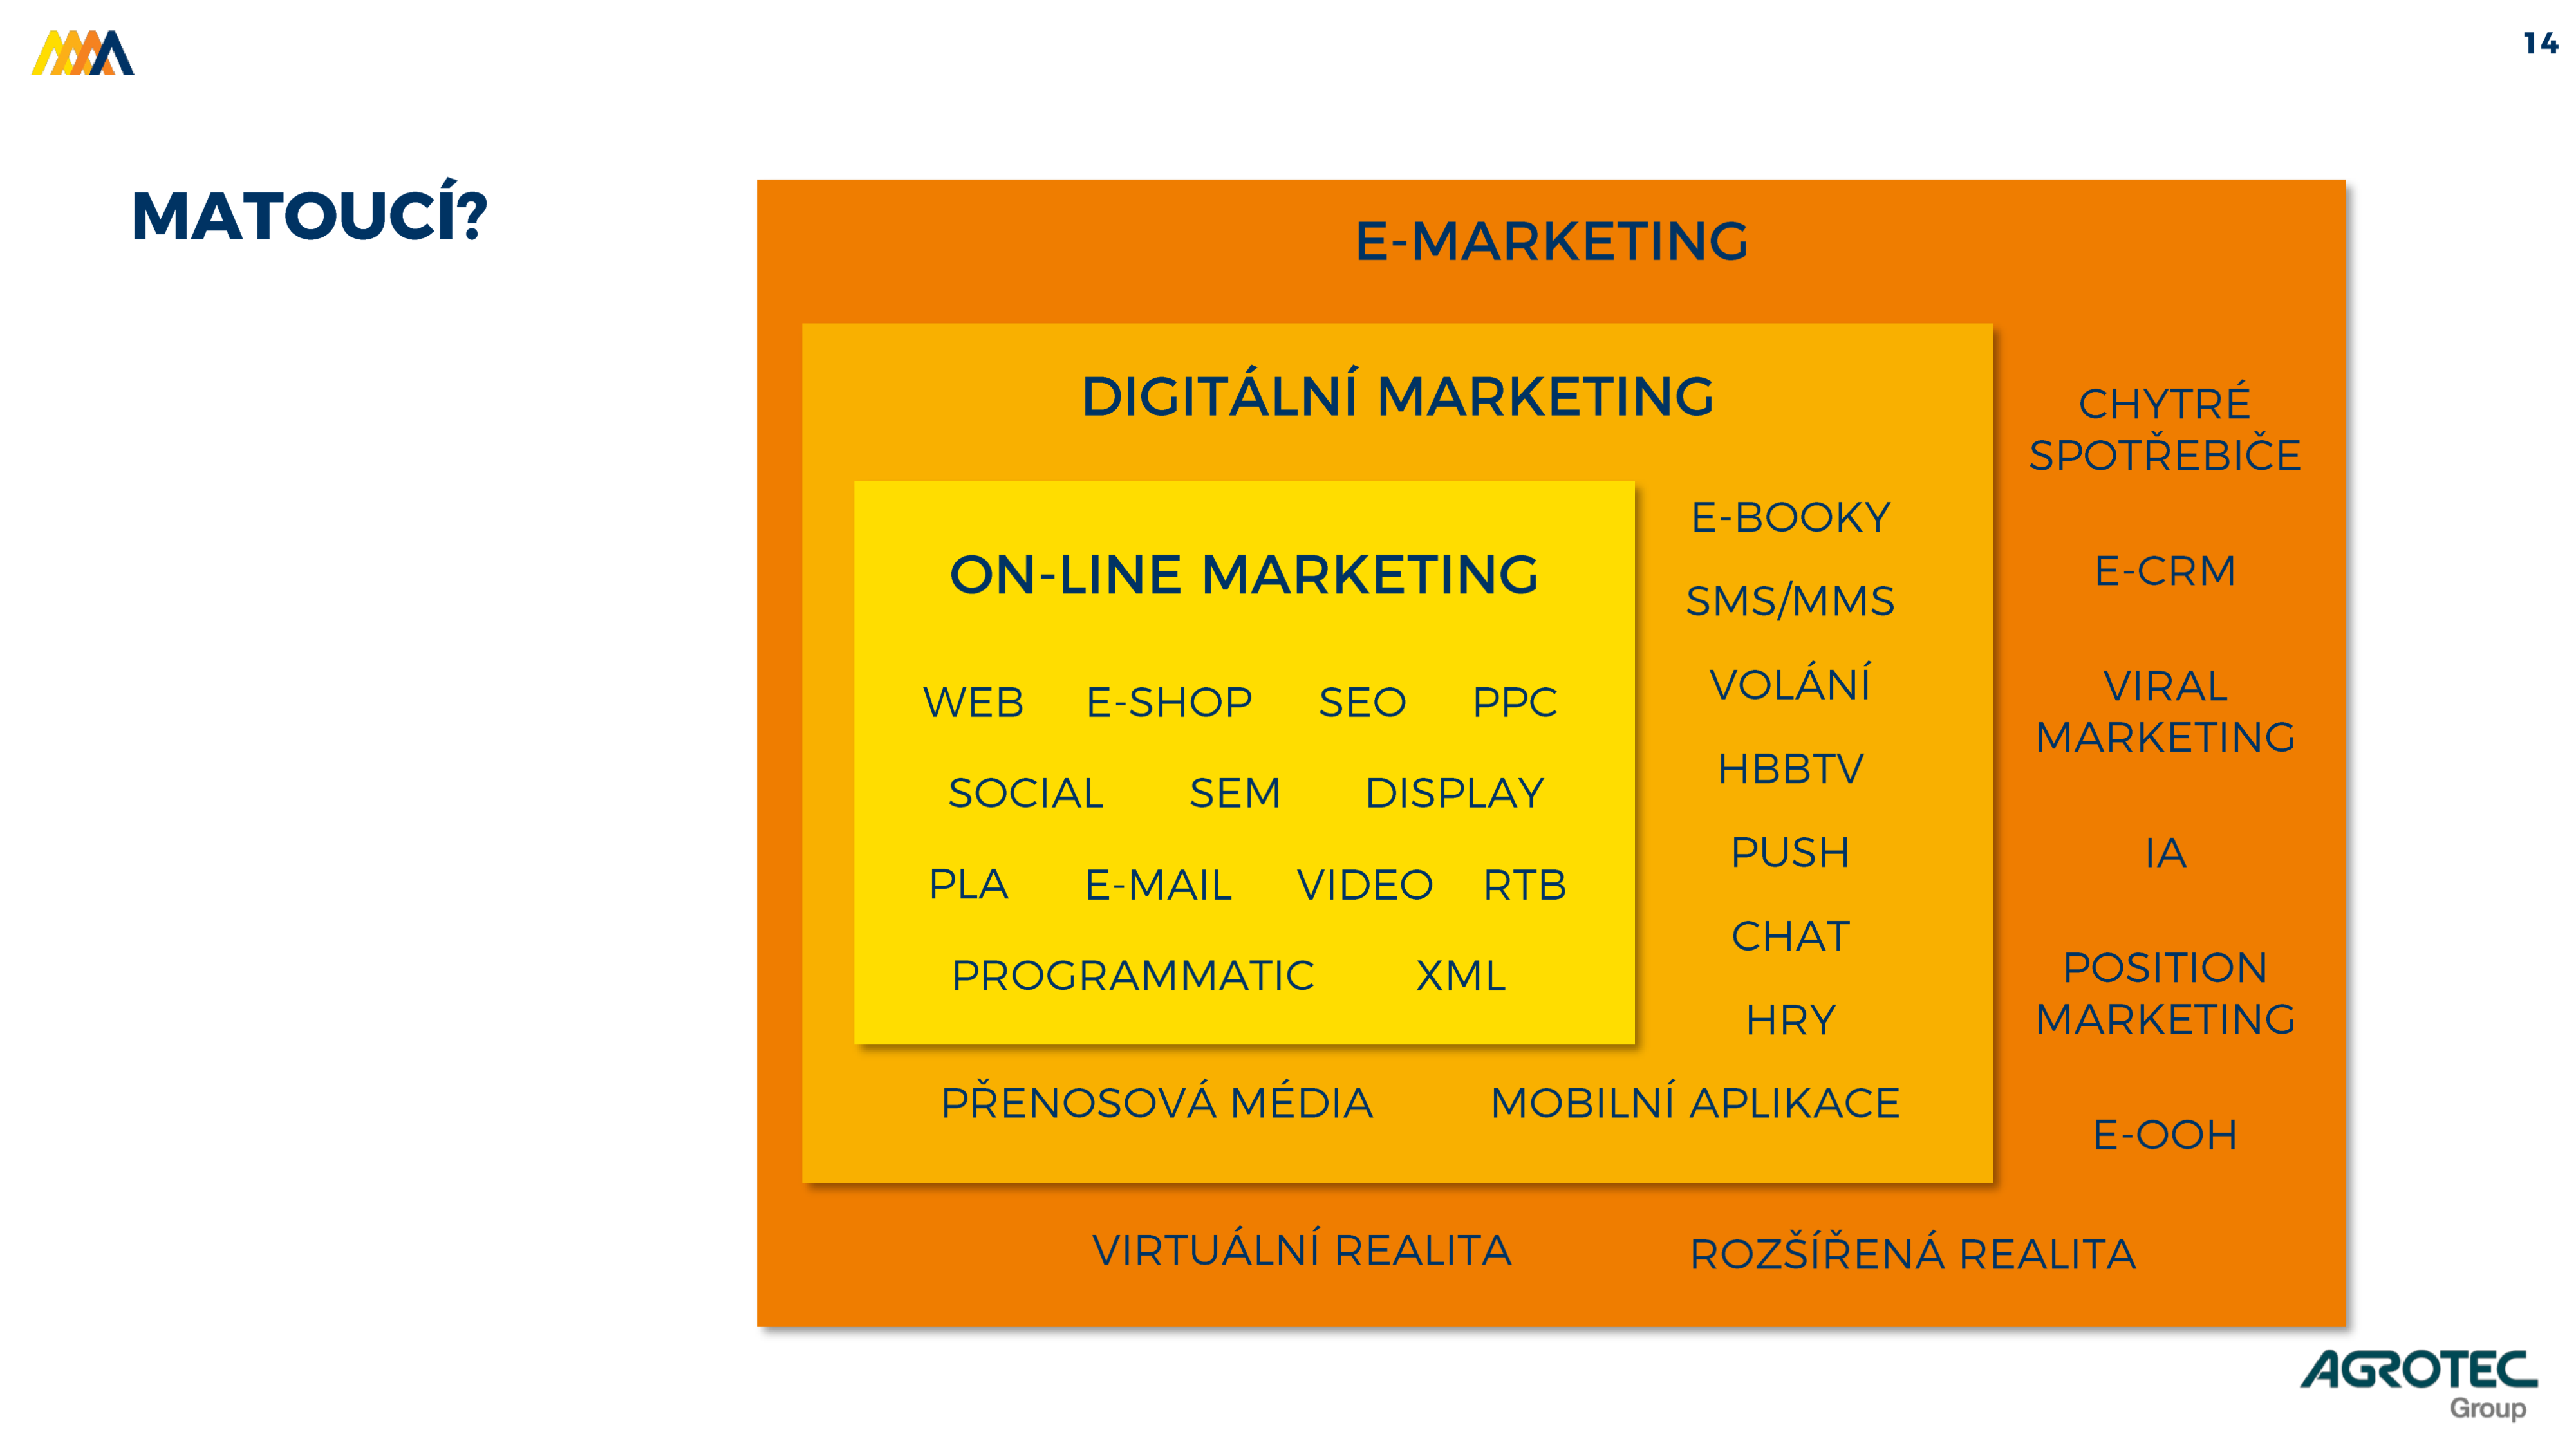 14
MATOUCÍ?
E-MARKETING
DIGITÁLNÍ MARKETING
ON-LINE MARKETING
WEB E-SHOP SEO PPC
SOCIAL SEM DISPLAY
PLA E-MAIL VIDEO RTB
PROGRAMMATIC XML
E-BOOKY
SMS/MMS
VOLÁNÍ
HBBTV
PUSH
CHAT
HRY
PŘENOSOVÁ MÉDIA MOBILNÍ APLIKACE
CHYTRÉ
SPOTŘEBIČE
E-CRM
VIRAL
MARKETING
IA
POSITION
MARKETING
E-OOH
VIRTUÁLNÍ REALITA ROZŠÍŘENÁ REALITA
AGROTEC
Group